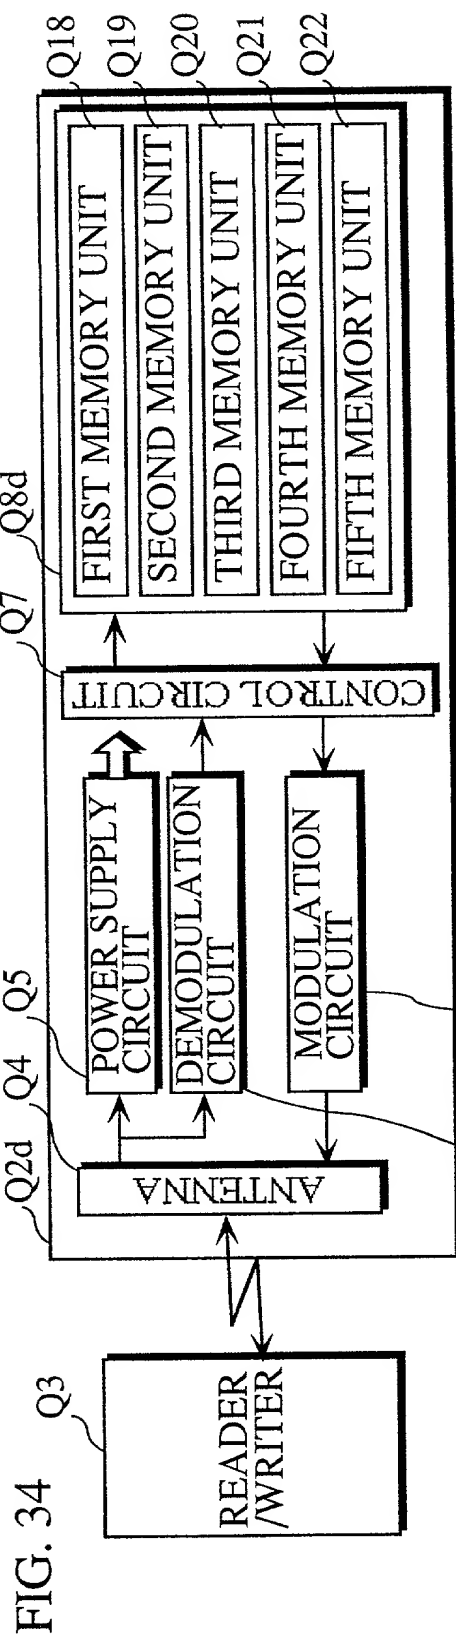 FIG. 34
Q3
READER
/WRITER
Q2d
Q4
ANTENNA
Q5
POWER SUPPLY
CIRCUIT
DEMODULATION
CIRCUIT
MODULATION
CIRCUIT
Q7
CONTROL CIRCUIT
Q8d
FIRST MEMORY UNIT
SECOND MEMORY UNIT
THIRD MEMORY UNIT
FOURTH MEMORY UNIT
FIFTH MEMORY UNIT
Q18
Q19
Q20
Q21
Q22